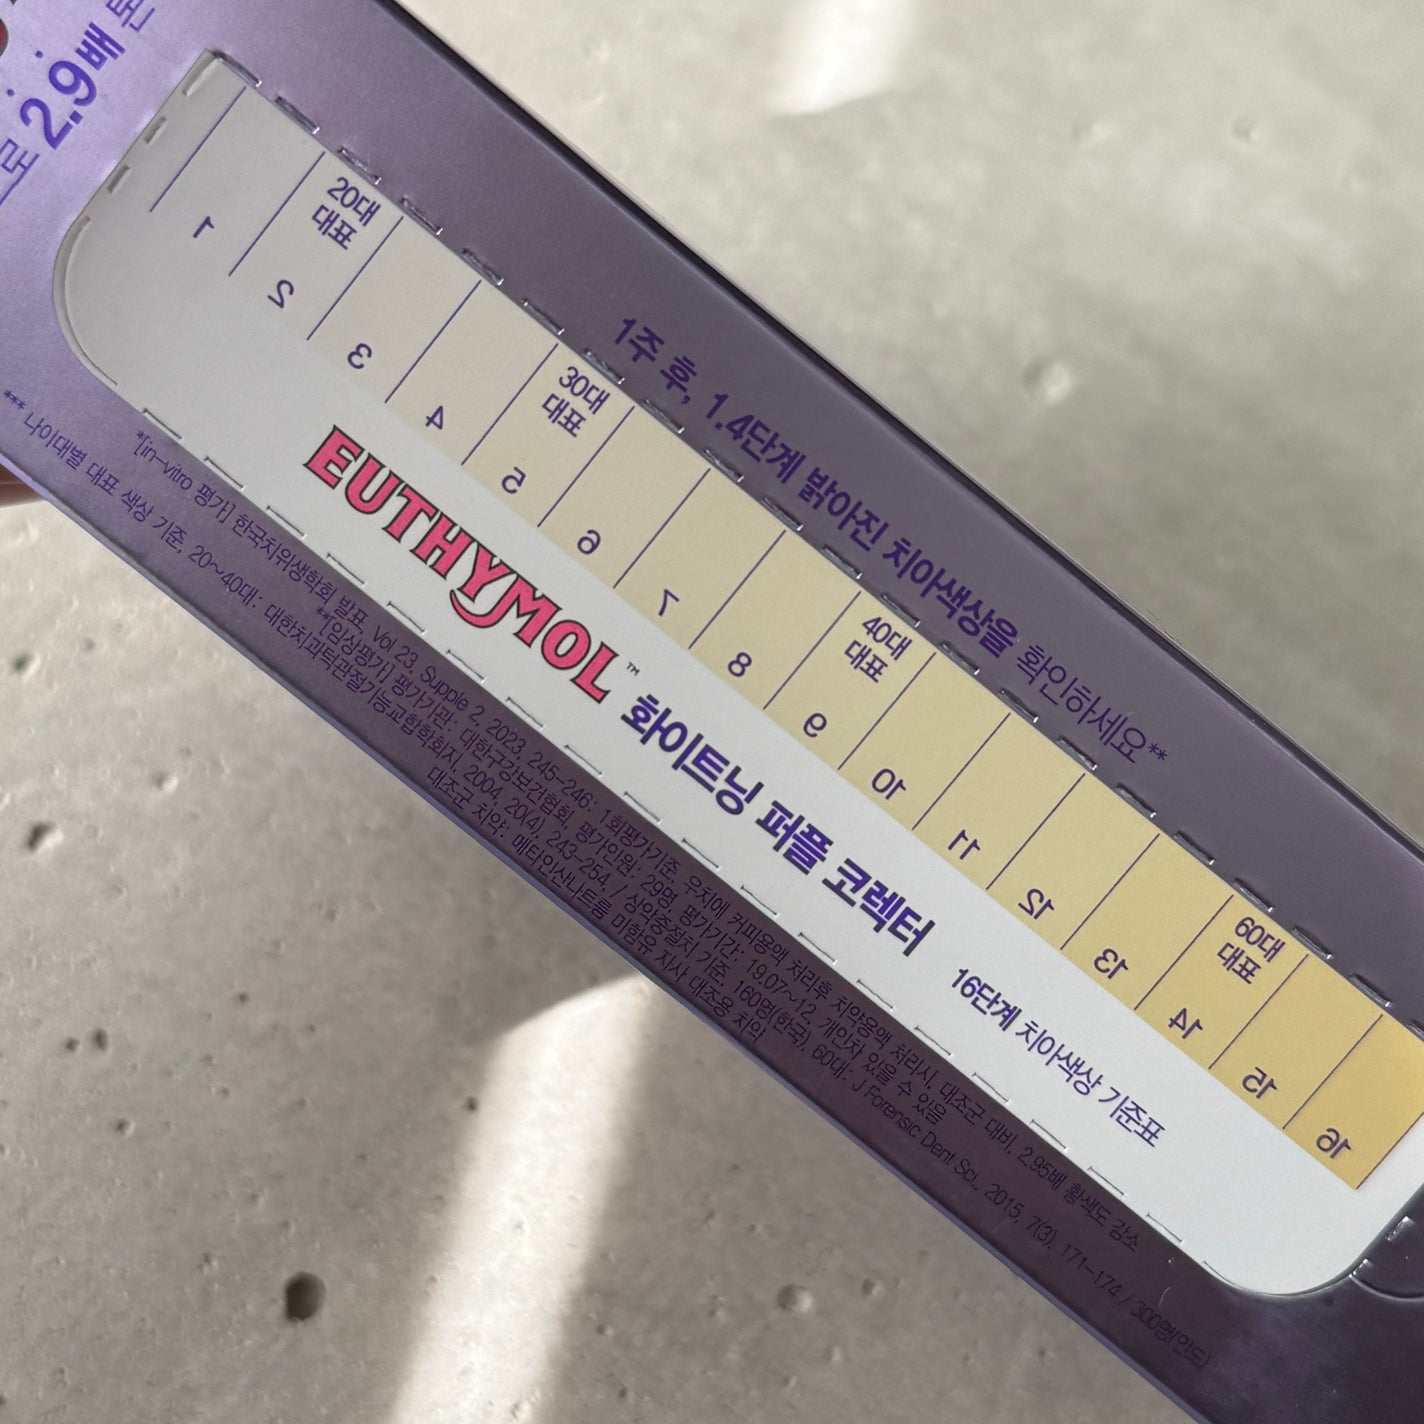 로 2.9배
1주 후, 1.4단계 밝아진 치아색상을 확인하세요**
20대
대표
30대
대표
40대
대표
60대
대표
1 2 3 4 5 6 7 8 9 10 11 12 13 14 15 16
EUTHYMOL™ 화이트닝 퍼플 코렉터 16단계 치아색상 기준표
*[in-vitro 평가] 한국치위생학회 발표, Vol 23, Supple 2, 2023, 245-246: 1회평가기준, 우치에 커피용액 처리후 치약용액 처리시, 대조군 대비, 2.95배 황색도 감소
**[임상평가] 평가기관: 대한구강보건협회, 평가인원: 29명, 평가기간: 19.07~12, 개인차 있을 수 있음
*** 나이대별 대표 색상 기준, 20~40대: 대한치과턱관절기능교합학회지, 2004, 20(4), 243-254, / 상악중절치 기준, 160명(한국), 60대: J Forensic Dent Sci., 2015, 7(3), 171-174 / 300명(인도)
대조군 치약: 메타인산나트륨 미함유 자사 대조용 치약